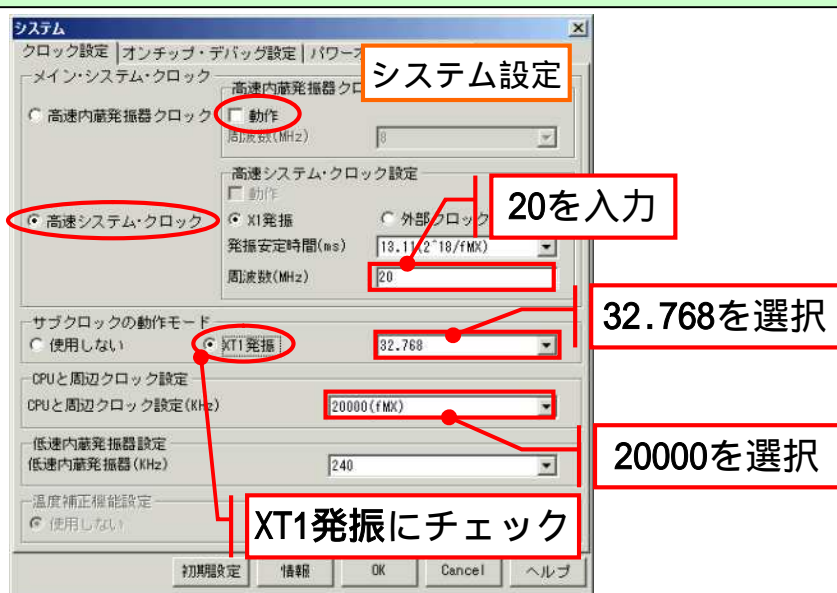 システム
クロック設定 オンチップ・デバッグ設定 パワーオ
システム設定
メイン・システム・クロック
高速内蔵発振器クロ
高速内蔵発振器クロック
動作
周波数(MHz) 8
高速システム・クロック設定
動作
高速システム・クロック
X1発振 外部クロック
20を入力
発振安定時間(ms) 13.11(2^18/fMX)
周波数(MHz) 20
32.768を選択
サブクロックの動作モード
使用しない XT1発振 32.768
CPUと周辺クロック設定
CPUと周辺クロック設定(KHz) 20000(fMX)
20000を選択
低速内蔵発振器設定
低速内蔵発振器(KHz) 240
温度補正機能設定
使用しない
XT1発振にチェック
初期設定 情報 OK Cancel ヘルプ